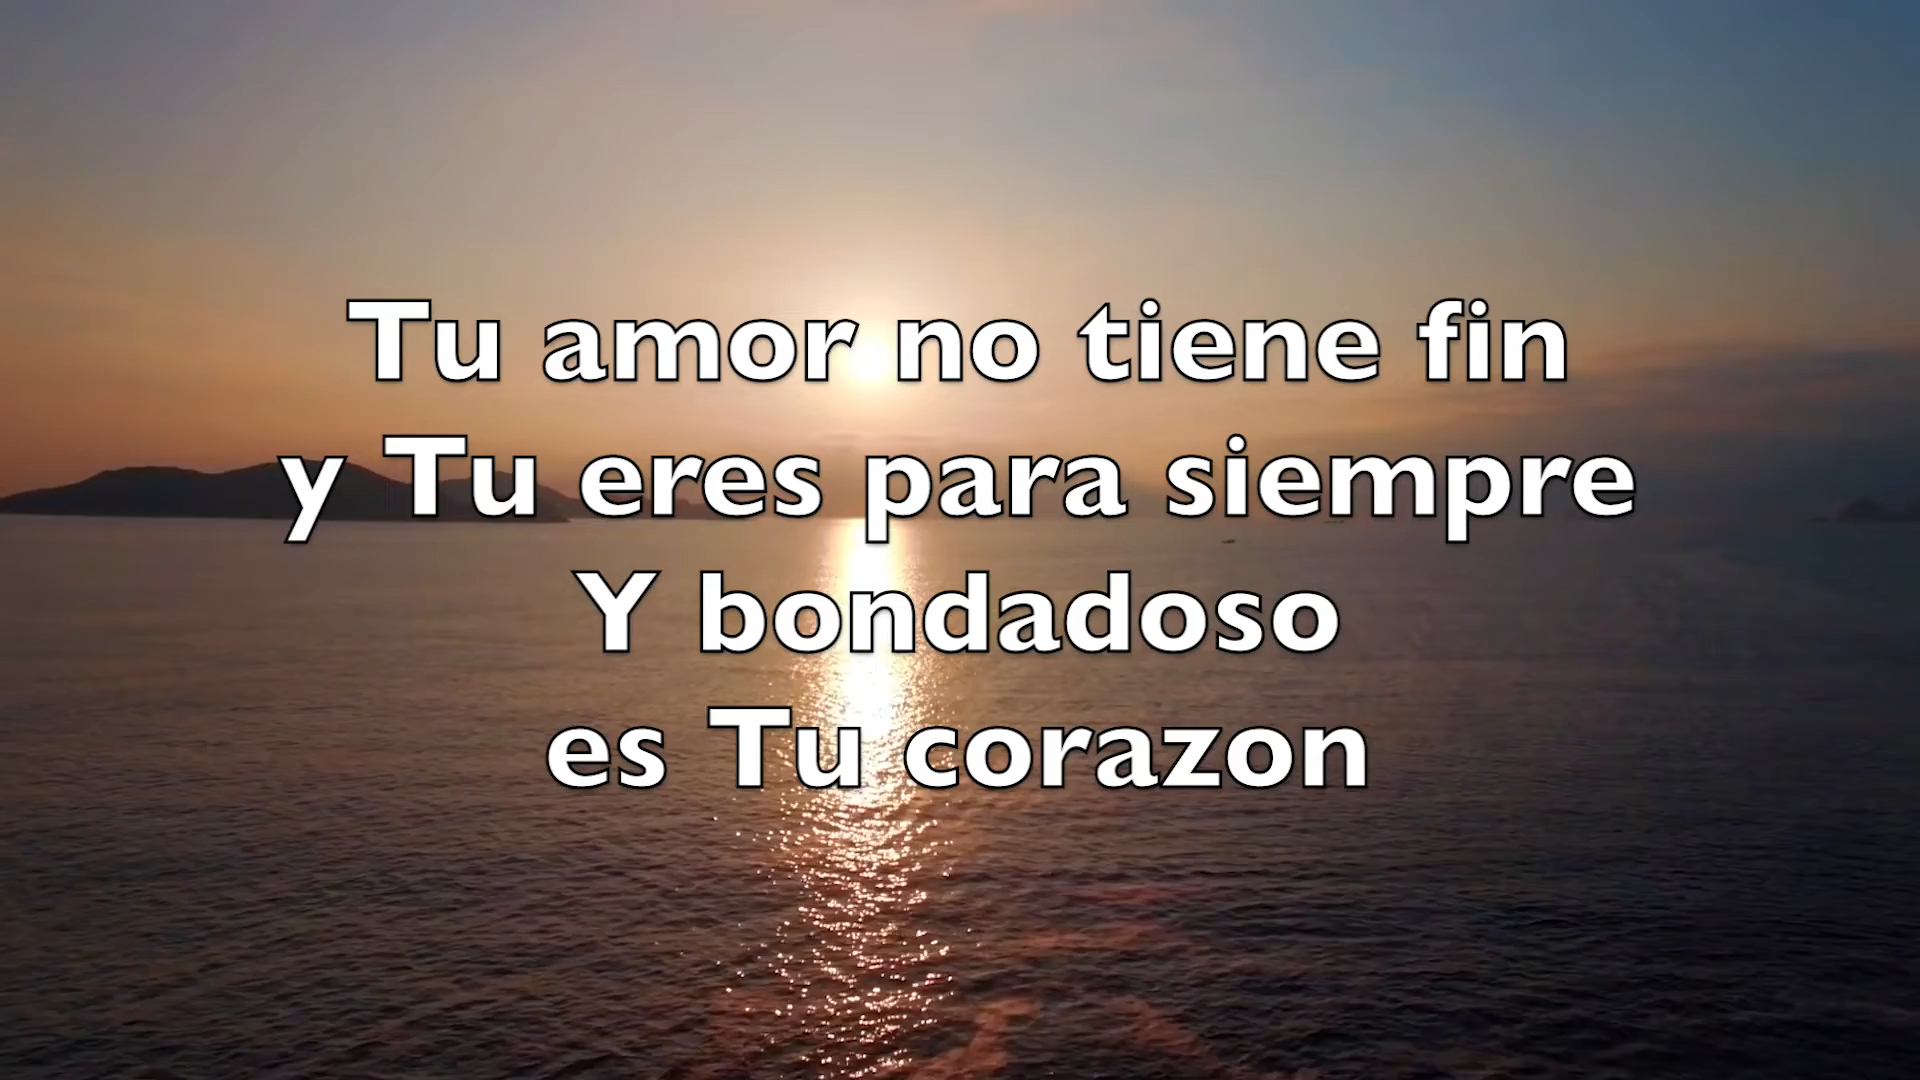 Tu amor no tiene fin
y Tu eres para siempre
Y bondadoso
es Tu corazon